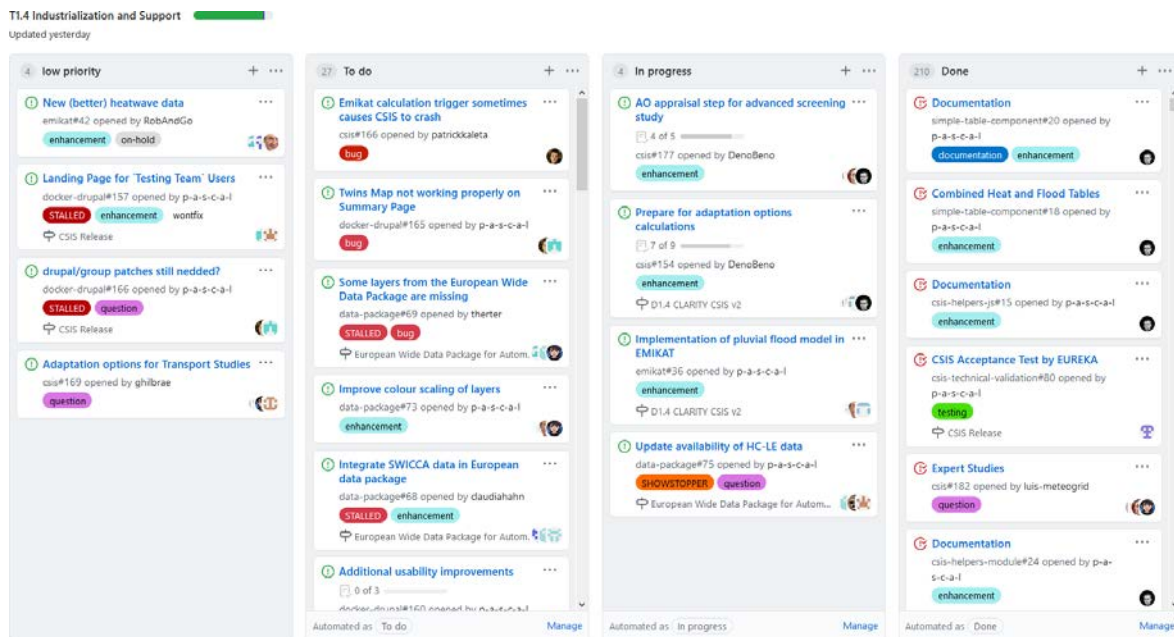 T1.4 Industrialization and Support
Updated yesterday
4 low priority
New (better) heatwave data
emikat#42 opened by RobAndGo
enhancement on-hold
Landing Page for `Testing Team` Users
docker-drupal#157 opened by p-a-s-c-a-l
STALLED enhancement wontfix
CSIS Release
drupal/group patches still nedded?
docker-drupal#166 opened by p-a-s-c-a-l
STALLED question
CSIS Release
Adaptation options for Transport Studies
csis#169 opened by ghilbrae
question
27 To do
Emikat calculation trigger sometimes
causes CSIS to crash
csis#166 opened by patrickkaleta
bug
Twins Map not working properly on
Summary Page
docker-drupal#165 opened by p-a-s-c-a-l
bug
Some layers from the European Wide
Data Package are missing
data-package#69 opened by therter
STALLED bug
European Wide Data Package for Autom.
Improve colour scaling of layers
data-package#73 opened by p-a-s-c-a-l
enhancement
Integrate SWICCA data in European
data package
data-package#68 opened by claudiahahn
STALLED enhancement
European Wide Data Package for Autom.
Additional usability improvements
0 of 3
docker-drupal#160 opened by p-a-s-c-a-l
Automated as To do Manage
4 In progress
AO appraisal step for advanced screening
study
4 of 5
csis#177 opened by DenoBeno
enhancement
Prepare for adaptation options
calculations
7 of 9
csis#154 opened by DenoBeno
enhancement
D1.4 CLARITY CSIS v2
Implementation of pluvial flood model in
EMIKAT
emikat#36 opened by p-a-s-c-a-l
enhancement
D1.4 CLARITY CSIS v2
Update availability of HC-LE data
data-package#75 opened by p-a-s-c-a-l
SHOWSTOPPER question
European Wide Data Package for Autom...
Automated as In progress Manage
210 Done
Documentation
simple-table-component#20 opened by
p-a-s-c-a-l
documentation enhancement
Combined Heat and Flood Tables
simple-table-component#18 opened by
p-a-s-c-a-l
enhancement
Documentation
csis-helpers-js#15 opened by p-a-s-c-a-l
enhancement
CSIS Acceptance Test by EUREKA
csis-technical-validation#80 opened by
p-a-s-c-a-l
testing
CSIS Release
Expert Studies
csis#182 opened by luis-meteogrid
question
Documentation
csis-helpers-module#24 opened by p-a-
s-c-a-l
enhancement
Automated as Done Manage